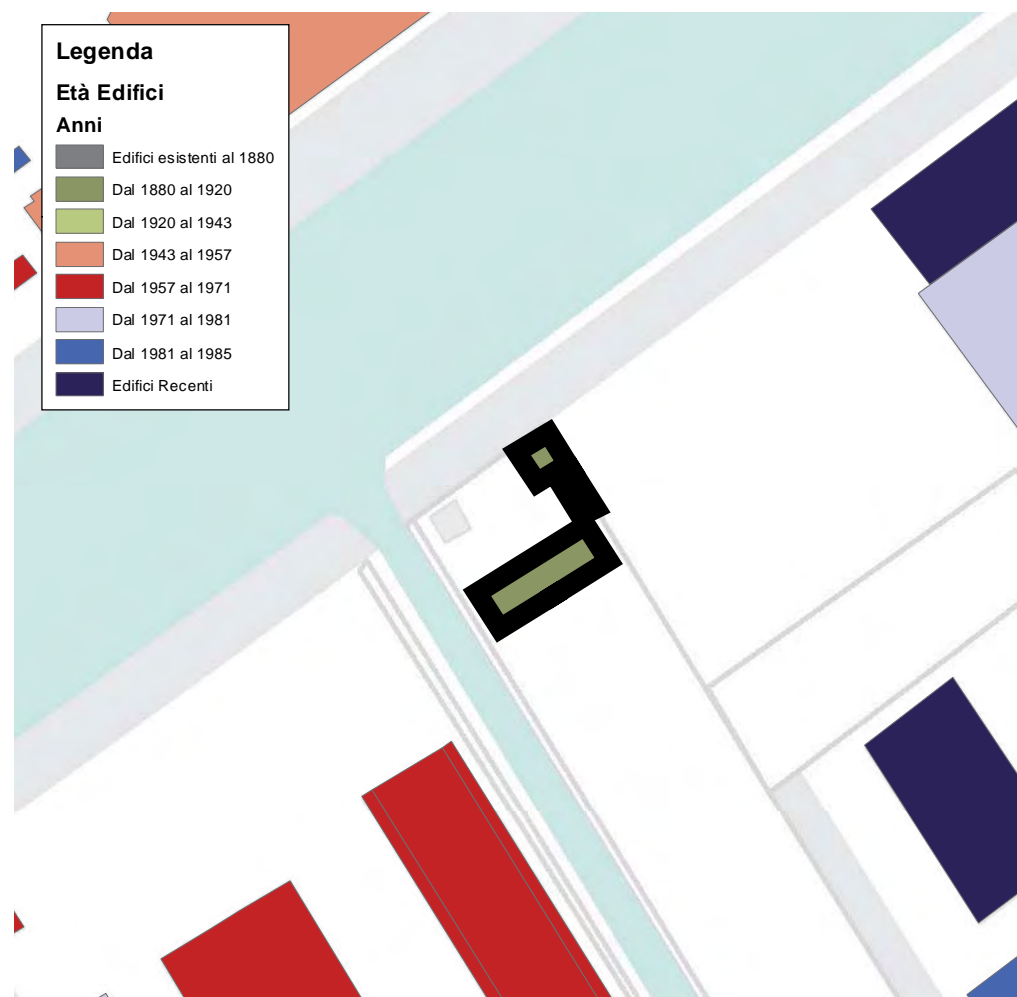 Legenda
Età Edifici
Anni
Edifici esistenti al 1880
Dal 1880 al 1920
Dal 1920 al 1943
Dal 1943 al 1957
Dal 1957 al 1971
Dal 1971 al 1981
Dal 1981 al 1985
Edifici Recenti